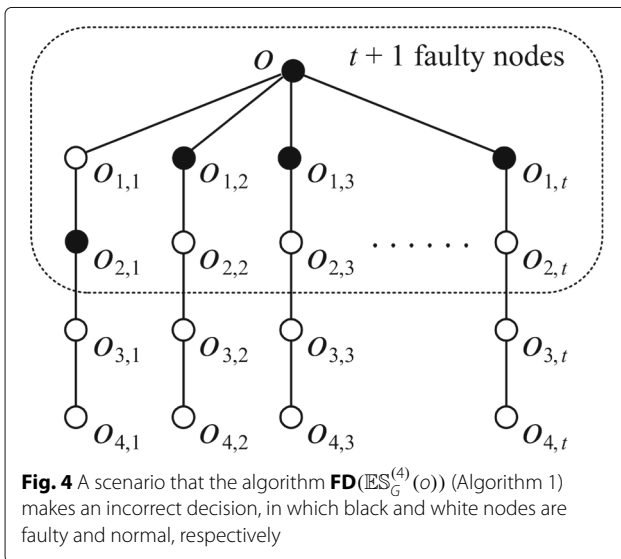 o t + 1 faulty nodes
o₁,₁ o₁,₂ o₁,₃ o₁,ₜ
o₂,₁ o₂,₂ o₂,₃ ...... o₂,ₜ
o₃,₁ o₃,₂ o₃,₃ o₃,ₜ
o₄,₁ o₄,₂ o₄,₃ o₄,ₜ
Fig. 4 A scenario that the algorithm FD(𝔼𝕊_G^(4)(o)) (Algorithm 1)
makes an incorrect decision, in which black and white nodes are
faulty and normal, respectively